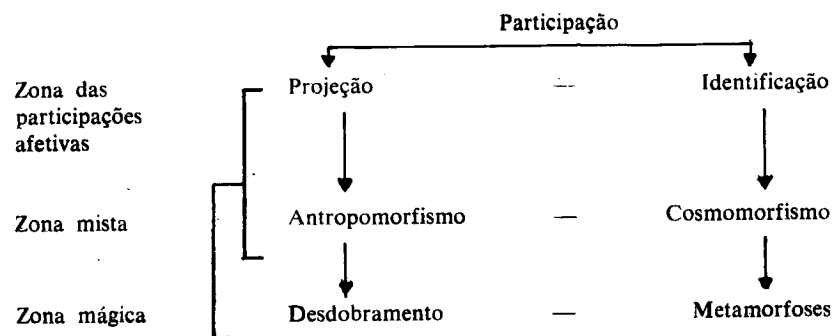 Participação
Zona das Projeção — Identificação
participações
afetivas
Zona mista Antropomorfismo — Cosmomorfismo
Zona mágica Desdobramento — Metamorfoses